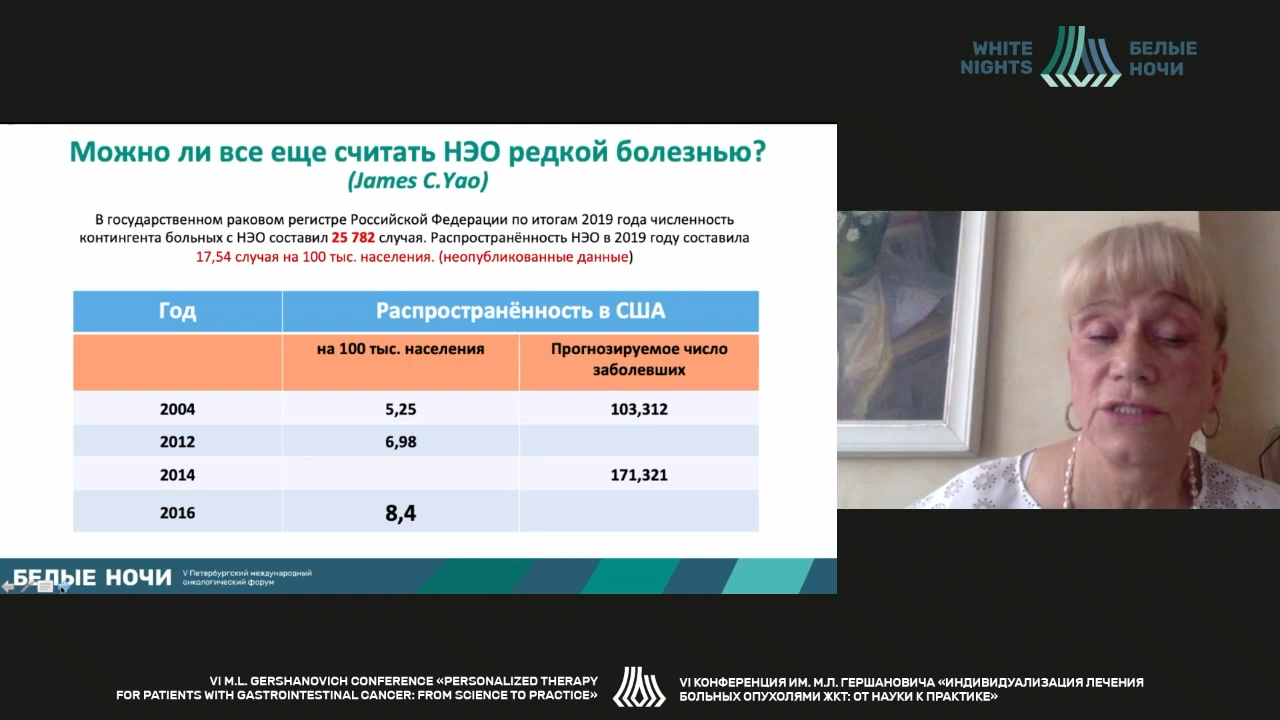 WHITE
NIGHTS
БЕЛЫЕ
НОЧИ
Можно ли все еще считать НЭО редкой болезнью?
(James C.Yao)
В государственном раковом регистре Российской Федерации по итогам 2019 года численность
контингента больных с НЭО составил 25 782 случая. Распространённость НЭО в 2019 году составила
17,54 случая на 100 тыс. населения. (неопубликованные данные)
Год Распространённость в США
на 100 тыс. населения Прогнозируемое число
заболевших
2004 5,25 103,312
2012 6,98
2014 171,321
2016 8,4
БЕЛЫЕ НОЧИ
V Петербургский международный
онкологический форум
VI M.L. GERSHANOVICH CONFERENCE «PERSONALIZED THERAPY
FOR PATIENTS WITH GASTROINTESTINAL CANCER: FROM SCIENCE TO PRACTICE»
VI КОНФЕРЕНЦИЯ ИМ. М.Л. ГЕРШАНОВИЧА «ИНДИВИДУАЛИЗАЦИЯ ЛЕЧЕНИЯ
БОЛЬНЫХ ОПУХОЛЯМИ ЖКТ: ОТ НАУКИ К ПРАКТИКЕ»